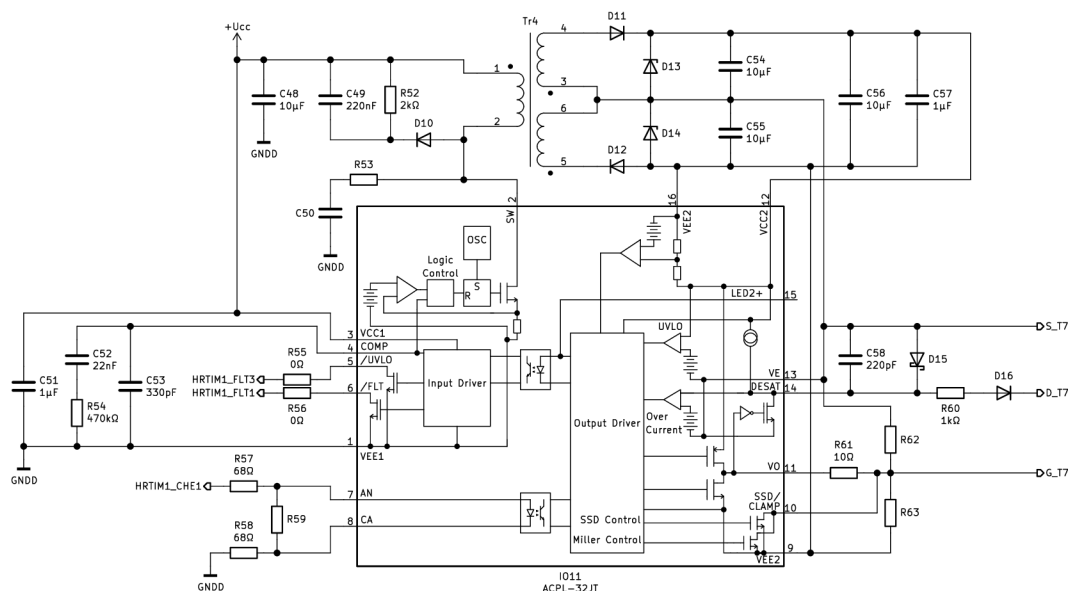 +Ucc
Tr4
D11
4
1
3
2
6
5
C48
10µF
C49
220nF
R52
2kΩ
D10
GNDD
D13
D14
D12
C54
10µF
C55
10µF
C56
10µF
C57
1µF
R53
C50
GNDD
SW
2
16
VEE2
12
VCC2
OSC
Logic
Control
S
R
LED2+
15
3
VCC1
4
COMP
5
/UVLO
6
/FLT
1
VEE1
Input Driver
Output Driver
UVLO
VE
13
DESAT
14
Over
Current
VO
11
SSD/
CLAMP
10
SSD Control
Miller Control
VEE2
9
7
AN
8
CA
C51
1µF
C52
22nF
R54
470kΩ
C53
330pF
GNDD
HRTIM1_FLT3
R55
0Ω
HRTIM1_FLT1
R56
0Ω
HRTIM1_CHE1
R57
68Ω
R58
68Ω
R59
GNDD
C58
220pF
D15
D16
R60
1kΩ
R61
10Ω
R62
R63
S_T7
D_T7
G_T7
IO11
ACPL-32JT